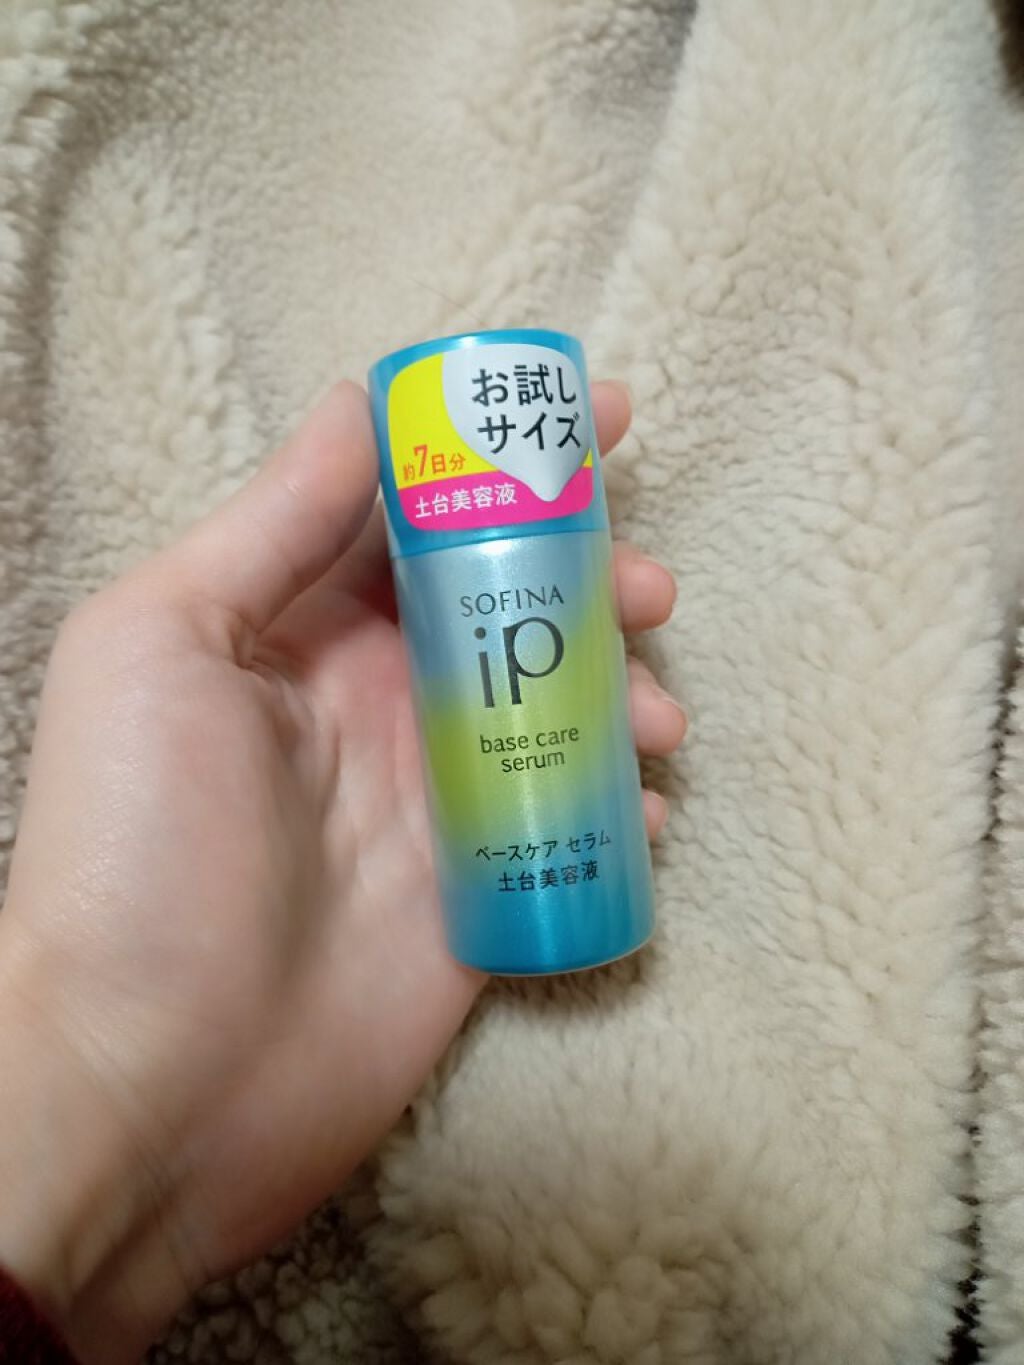 お試し
サイズ
約7日分
土台美容液
SOFINA
iP
base care
serum
ベースケア セラム
土台美容液